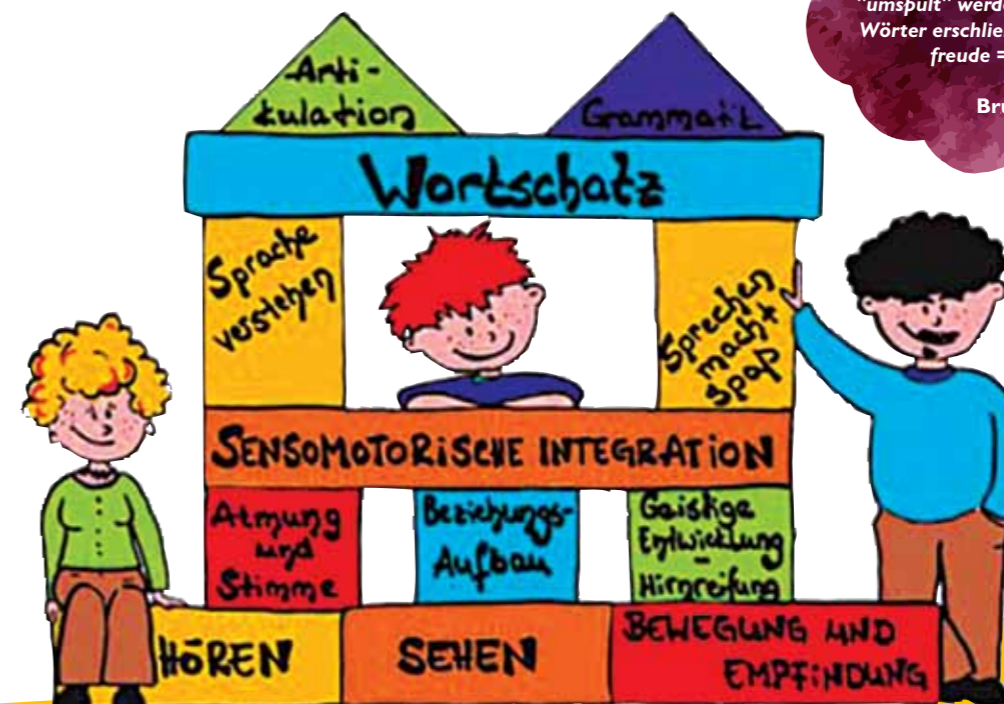 "umspült" werde
Wörter erschlie
freude =
Bru
Arti-
kulation
Grammatik
Wortschatz
Sprache
verstehen
Sprechen
macht
spaß
SENSOMOTORISCHE INTEGRATION
Atmung
und
Stimme
Beziehungs-
Aufbau
Geistige
Entwicklung
–
Hirnreifung
HÖREN
SEHEN
BEWEGUNG UND
EMPFINDUNG